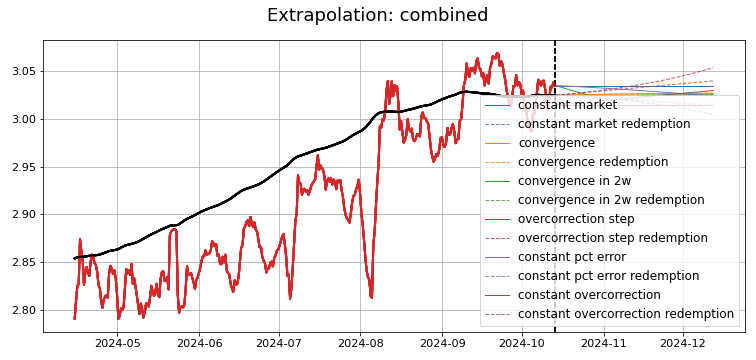 Extrapolation: combined
3.05
3.00
2.95
2.90
2.85
2.80
constant market
constant market redemption
convergence
convergence redemption
convergence in 2w
convergence in 2w redemption
overcorrection step
overcorrection step redemption
constant pct error
constant pct error redemption
constant overcorrection
constant overcorrection redemption
2024-05 2024-06 2024-07 2024-08 2024-09 2024-10 2024-11 2024-12